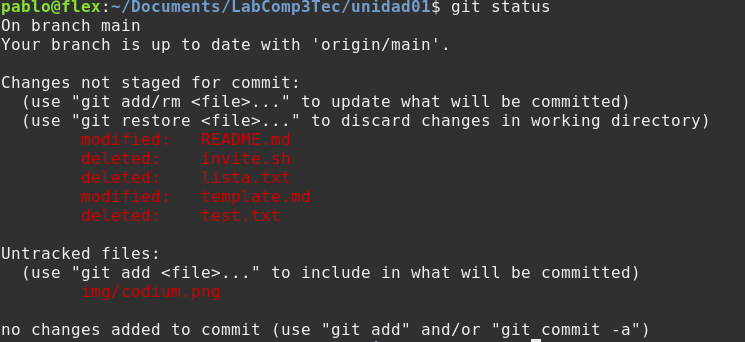 pablo@flex:~/Documents/LabComp3Tec/unidad01$ git status
On branch main
Your branch is up to date with 'origin/main'.

Changes not staged for commit:
  (use "git add/rm <file>..." to update what will be committed)
  (use "git restore <file>..." to discard changes in working directory)
        modified:   README.md
        deleted:    invite.sh
        deleted:    lista.txt
        modified:   template.md
        deleted:    test.txt

Untracked files:
  (use "git add <file>..." to include in what will be committed)
        img/codium.png

no changes added to commit (use "git add" and/or "git commit -a")